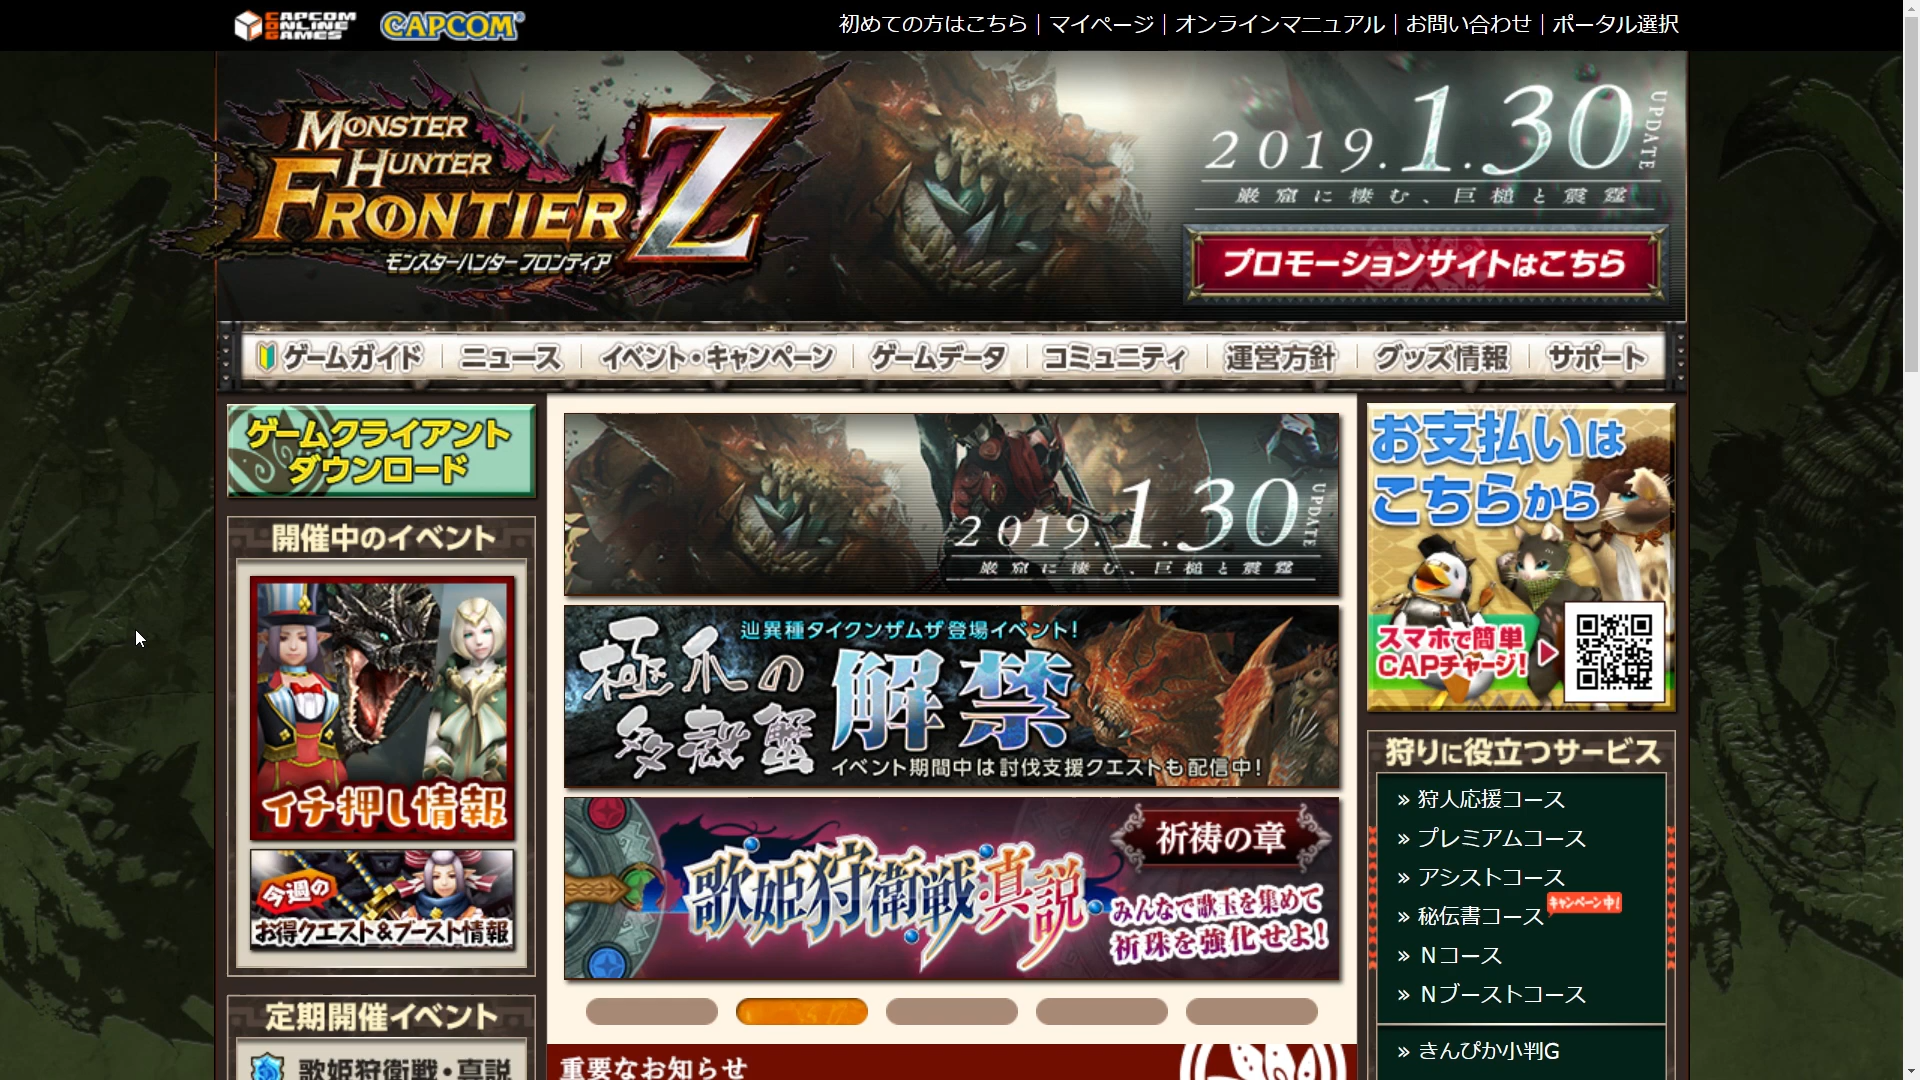 CAPCOM ONLINE GAMES
CAPCOM
初めての方はこちら｜マイページ｜オンラインマニュアル｜お問い合わせ｜ポータル選択
MONSTER
HUNTER
FRONTIER Z
モンスターハンター フロンティア
2019.1.30 UPDATE
巌窟に棲む、巨槌と震霆
プロモーションサイトはこちら
ゲームガイド
ニュース
イベント・キャンペーン
ゲームデータ
コミュニティ
運営方針
グッズ情報
サポート
ゲームクライアント
ダウンロード
開催中のイベント
イチ押し情報
今週の
お得クエスト&ブースト情報
定期開催イベント
歌姫狩衛戦・真説
2019.1.30 UPDATE
巌窟に棲む、巨槌と震霆
辿異種タイクンザムザ登場イベント!
極爪の
多殻蟹
解禁
イベント期間中は討伐支援クエストも配信中!
祈祷の章
歌姫狩衛戦・真説
みんなで歌玉を集めて
祈珠を強化せよ!
重要なお知らせ
お支払いは
こちらから
スマホで簡単
CAPチャージ!
狩りに役立つサービス
» 狩人応援コース
» プレミアムコース
» アシストコース
» 秘伝書コース
キャンペーン中!
» Nコース
» Nブーストコース
» きんぴか小判G